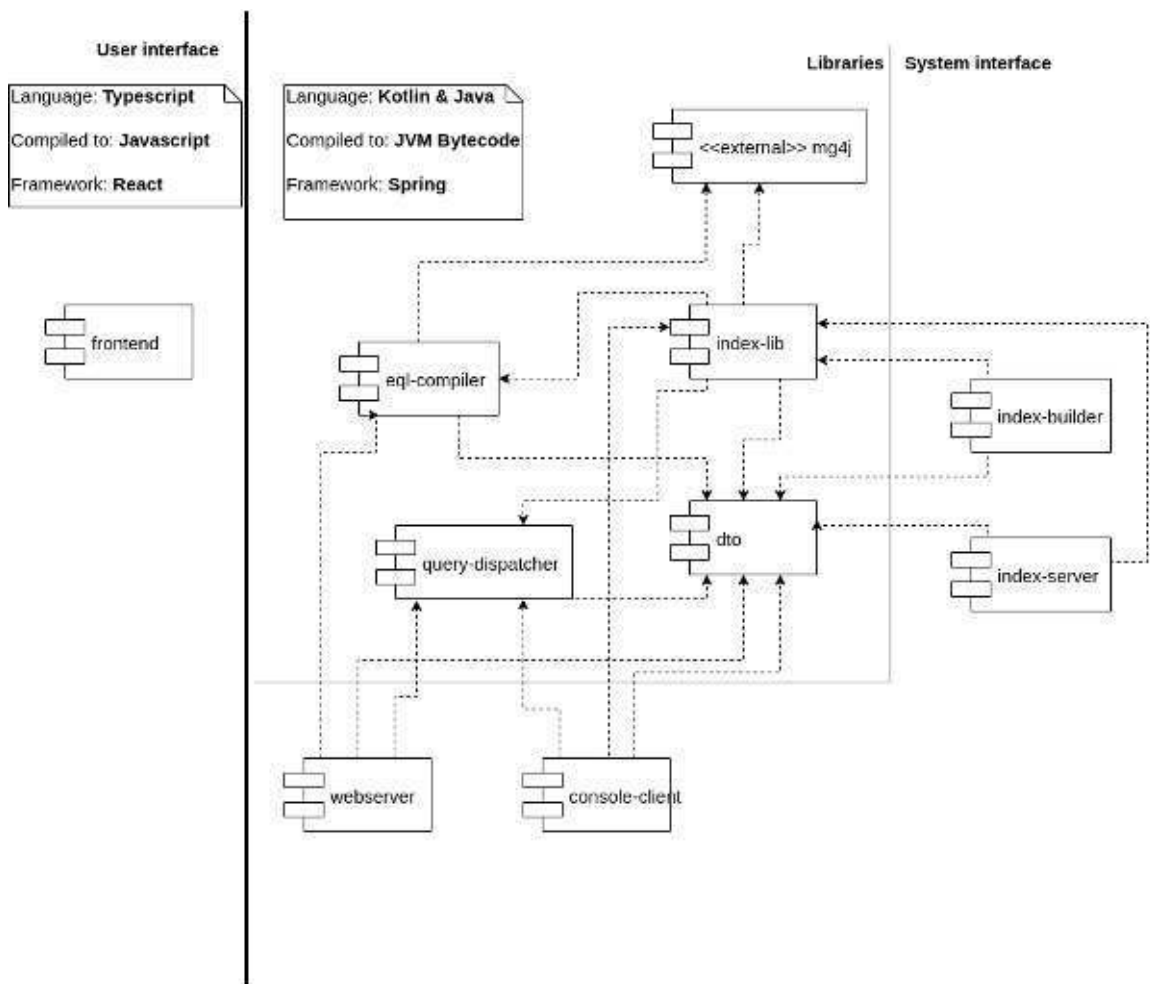 User interface
Language: Typescript
Compiled to: Javascript
Framework: React
frontend
Language: Kotlin & Java
Compiled to: JVM Bytecode
Framework: Spring
Libraries
System interface
<<external>> mg4j
index-lib
eql-compiler
index-builder
dto
query-dispatcher
index-server
webserver
console-client